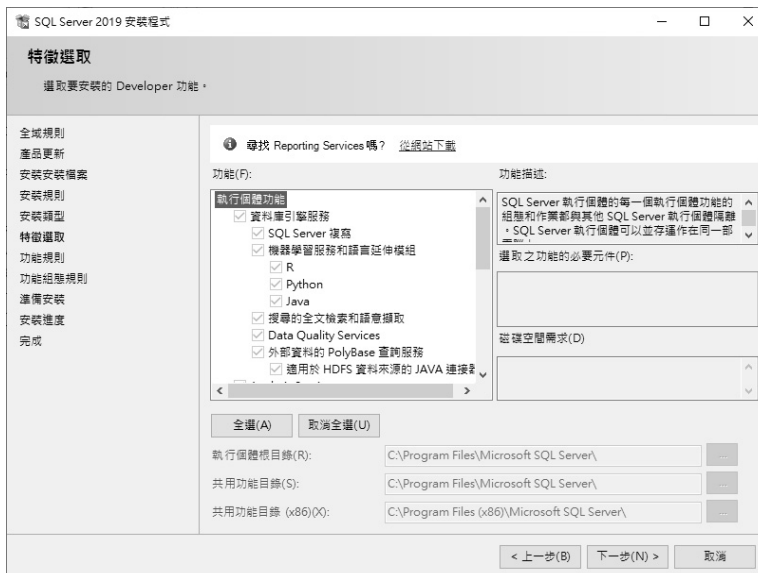 SQL Server 2019 安裝程式
特徵選取
選取要安裝的 Developer 功能。
全域規則
產品更新
安裝安裝檔案
安裝規則
安裝類型
特徵選取
功能規則
功能組態規則
準備安裝
安裝進度
完成
尋找 Reporting Services 嗎? 從網站下載
功能(F):
執行個體功能
資料庫引擎服務
SQL Server 複寫
機器學習服務和語言延伸模組
R
Python
Java
搜尋的全文檢索和語意擷取
Data Quality Services
外部資料的 PolyBase 查詢服務
適用於 HDFS 資料來源的 JAVA 連接
功能描述:
SQL Server 執行個體的每一個執行個體功能的
組態和作業都與其他 SQL Server 執行個體隔離
。SQL Server 執行個體可以並存運作在同一部
選取之功能的必要元件(P):
磁碟空間需求(D)
全選(A)
取消全選(U)
執行個體根目錄(R):
C:\Program Files\Microsoft SQL Server\
...
共用功能目錄(S):
C:\Program Files\Microsoft SQL Server\
...
共用功能目錄 (x86)(X):
C:\Program Files (x86)\Microsoft SQL Server\
...
< 上一步(B)
下一步(N) >
取消